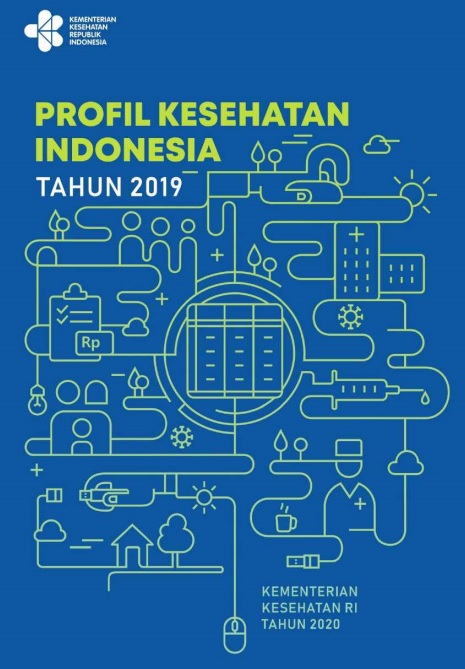 KEMENTERIAN
KESEHATAN
REPUBLIK
INDONESIA
PROFIL KESEHATAN
INDONESIA
TAHUN 2019
D
Rp
KEMENTERIAN
KESEHATAN RI
TAHUN 2020